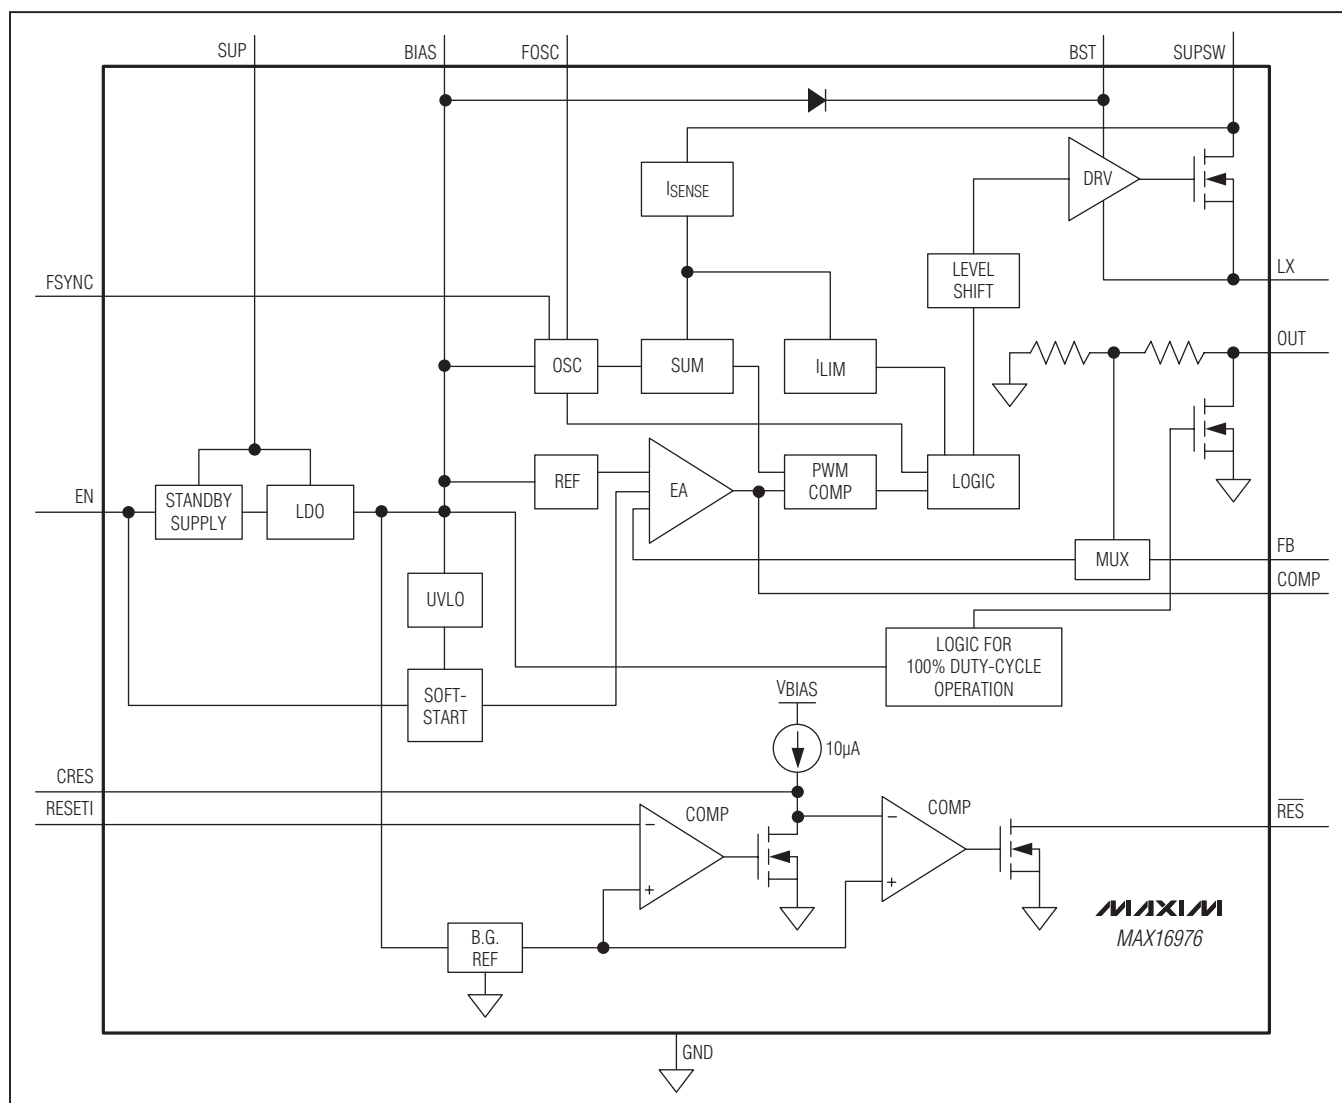 SUP
BIAS
FOSC
BST
SUPSW
ISENSE
DRV
FSYNC
LEVEL
SHIFT
LX
OSC
SUM
ILIM
OUT
EN
STANDBY
SUPPLY
LDO
REF
EA
PWM
COMP
LOGIC
MUX
FB
COMP
UVLO
SOFT-
START
LOGIC FOR
100% DUTY-CYCLE
OPERATION
VBIAS
10µA
CRES
RESETI
COMP
−
+
COMP
−
+
RES
B.G.
REF
MAXIM
MAX16976
GND